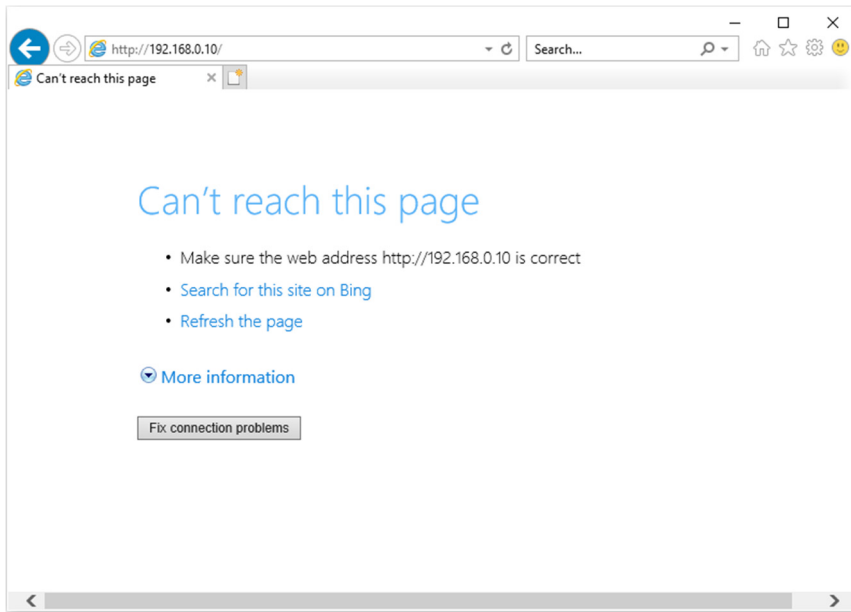 http://192.168.0.10/
Search...
Can't reach this page
Can't reach this page
• Make sure the web address http://192.168.0.10 is correct
• Search for this site on Bing
• Refresh the page
More information
Fix connection problems